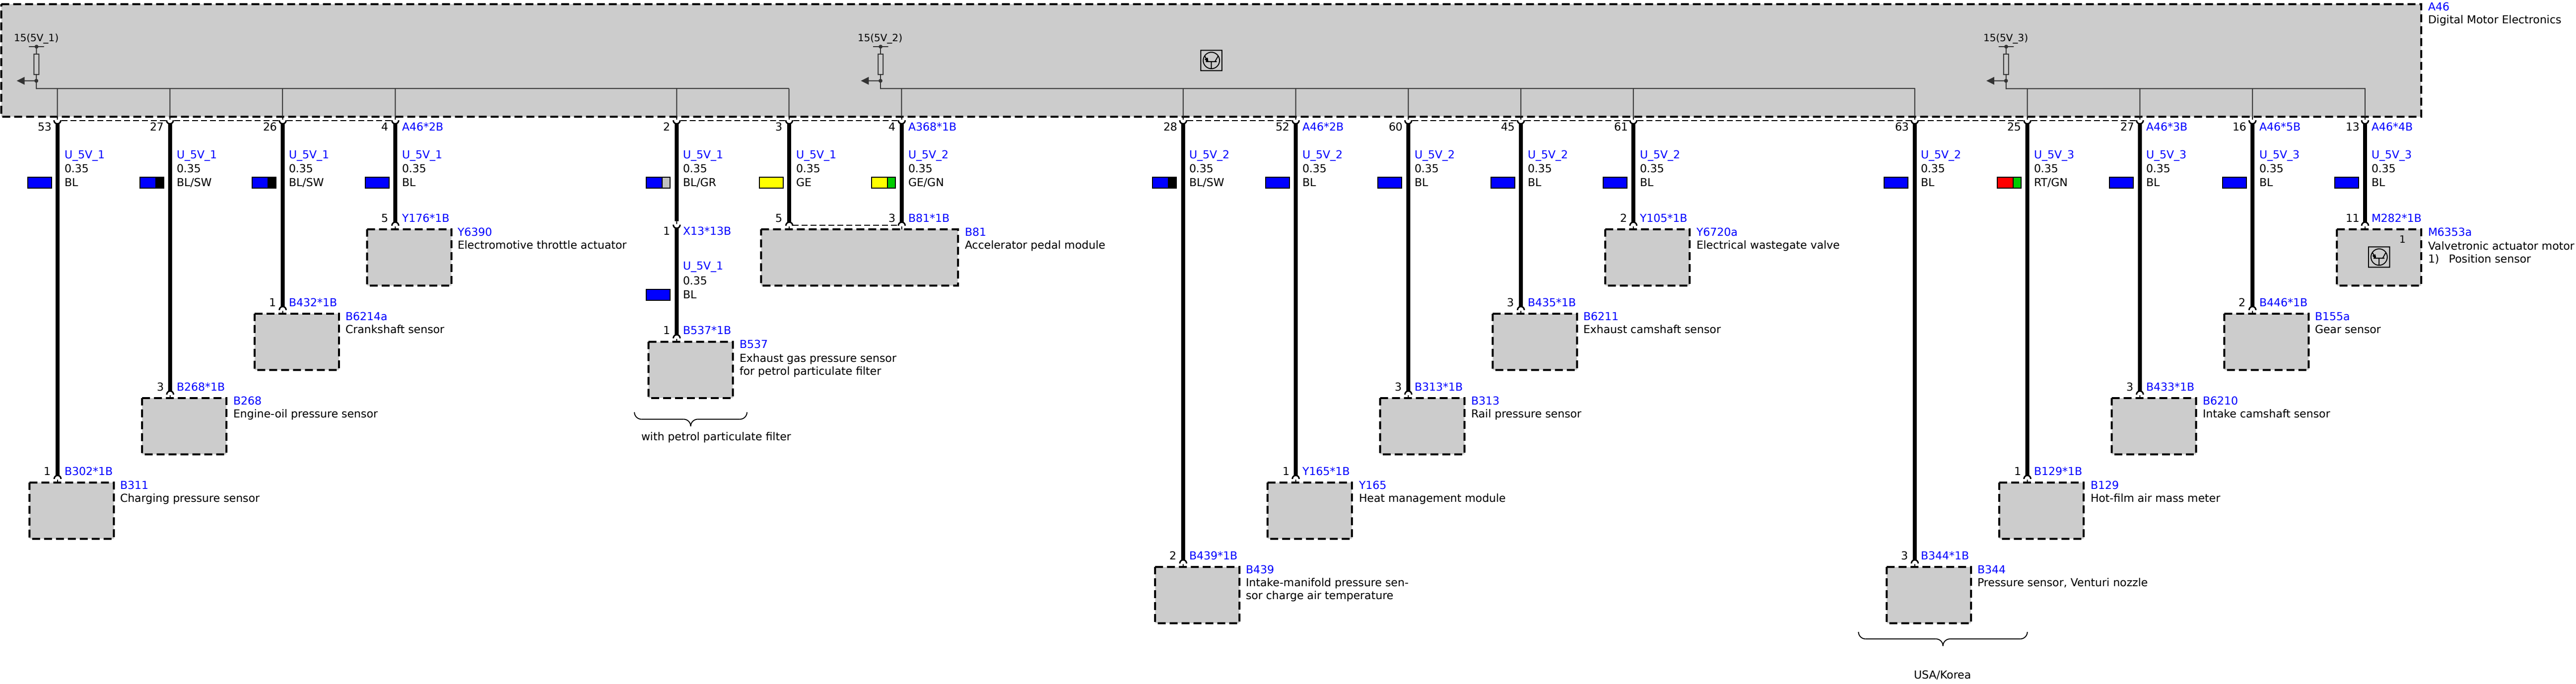 A46
Digital Motor Electronics
15(5V_1)
15(5V_2)
15(5V_3)
53
27
26
4
A46*2B
2
3
4
A368*1B
28
52
A46*2B
60
45
61
63
25
27
A46*3B
16
A46*5B
13
A46*4B
U_5V_1
0.35
BL
U_5V_1
0.35
BL/SW
U_5V_1
0.35
BL/SW
U_5V_1
0.35
BL
U_5V_1
0.35
BL/GR
U_5V_1
0.35
GE
U_5V_2
0.35
GE/GN
U_5V_2
0.35
BL/SW
U_5V_2
0.35
BL
U_5V_2
0.35
BL
U_5V_2
0.35
BL
U_5V_2
0.35
BL
U_5V_2
0.35
BL
U_5V_3
0.35
RT/GN
U_5V_3
0.35
BL
U_5V_3
0.35
BL
U_5V_3
0.35
BL
5
Y176*1B
Y6390
Electromotive throttle actuator
1
X13*13B
U_5V_1
0.35
BL
5
3
B81*1B
B81
Accelerator pedal module
2
Y105*1B
Y6720a
Electrical wastegate valve
11
M282*1B
1
M6353a
Valvetronic actuator motor
1) Position sensor
1
B432*1B
B6214a
Crankshaft sensor
1
B537*1B
B537
Exhaust gas pressure sensor
for petrol particulate filter
with petrol particulate filter
3
B435*1B
B6211
Exhaust camshaft sensor
2
B446*1B
B155a
Gear sensor
3
B268*1B
B268
Engine-oil pressure sensor
3
B313*1B
B313
Rail pressure sensor
3
B433*1B
B6210
Intake camshaft sensor
1
B302*1B
B311
Charging pressure sensor
1
Y165*1B
Y165
Heat management module
1
B129*1B
B129
Hot-film air mass meter
2
B439*1B
B439
Intake-manifold pressure sen-
sor charge air temperature
3
B344*1B
B344
Pressure sensor, Venturi nozzle
USA/Korea